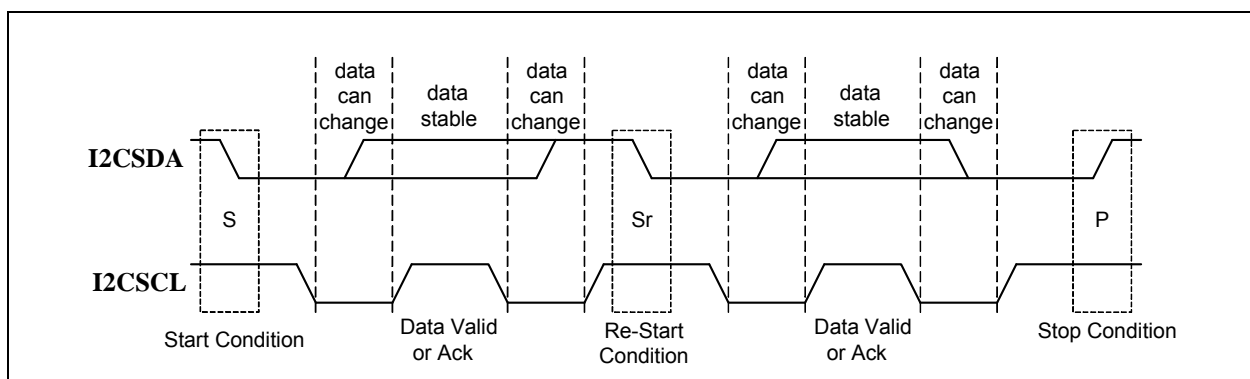 data
can
change
data
stable
data
can
change
data
can
change
data
stable
data
can
change
I2CSDA
S
Sr
P
I2CSCL
Start Condition
Data Valid
or Ack
Re-Start
Condition
Data Valid
or Ack
Stop Condition